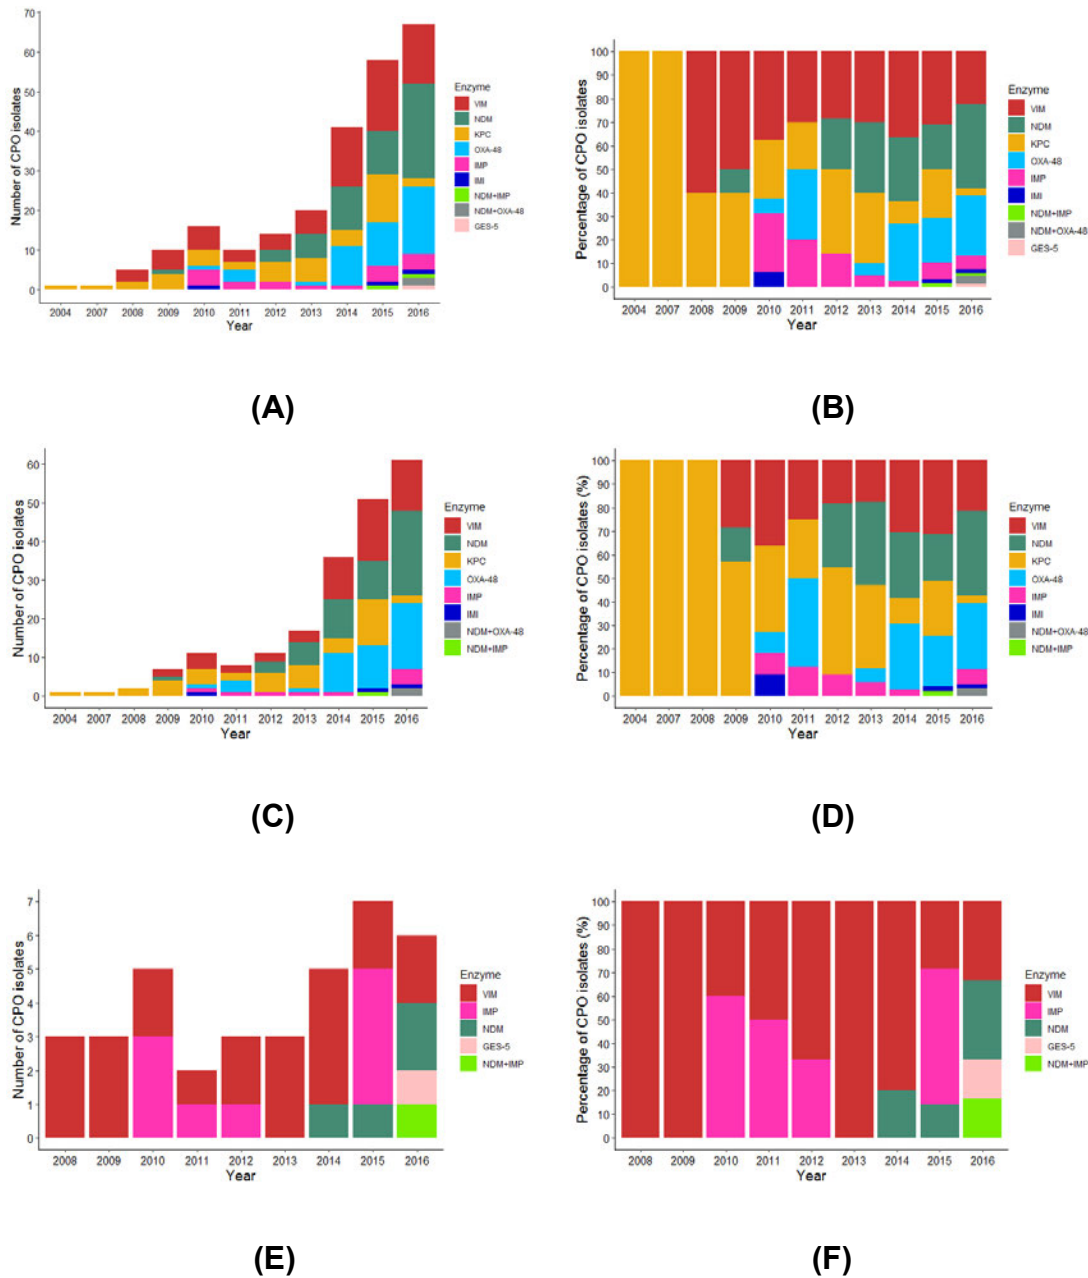 Number of CPO isolates
70
60
50
40
30
20
10
0
2004 2007 2008 2009 2010 2011 2012 2013 2014 2015 2016
Year
Enzyme
VIM
NDM
KPC
OXA-48
IMP
IMI
NDM+IMP
NDM+OXA-48
GES-5
(A)
Percentage of CPO isolates
100
90
80
70
60
50
40
30
20
10
0
2004 2007 2008 2009 2010 2011 2012 2013 2014 2015 2016
Year
Enzyme
VIM
NDM
KPC
OXA-48
IMP
IMI
NDM+IMP
NDM+OXA-48
GES-5
(B)
Number of CPO isolates
60
50
40
30
20
10
0
2004 2007 2008 2009 2010 2011 2012 2013 2014 2015 2016
Year
Enzyme
VIM
NDM
KPC
OXA-48
IMP
IMI
NDM+OXA-48
NDM+IMP
(C)
Percentage of CPO isolates (%)
100
90
80
70
60
50
40
30
20
10
0
2004 2007 2008 2009 2010 2011 2012 2013 2014 2015 2016
Year
Enzyme
VIM
NDM
KPC
OXA-48
IMP
IMI
NDM+OXA-48
NDM+IMP
(D)
Number of CPO isolates
7
6
5
4
3
2
1
0
2008 2009 2010 2011 2012 2013 2014 2015 2016
Year
Enzyme
VIM
IMP
NDM
GES-5
NDM+IMP
(E)
Percentage of CPO isolates (%)
100
90
80
70
60
50
40
30
20
10
0
2008 2009 2010 2011 2012 2013 2014 2015 2016
Year
Enzyme
VIM
IMP
NDM
GES-5
NDM+IMP
(F)